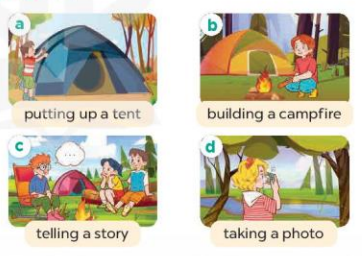 a
putting up a tent
b
building a campfire
c
...
telling a story
d
taking a photo